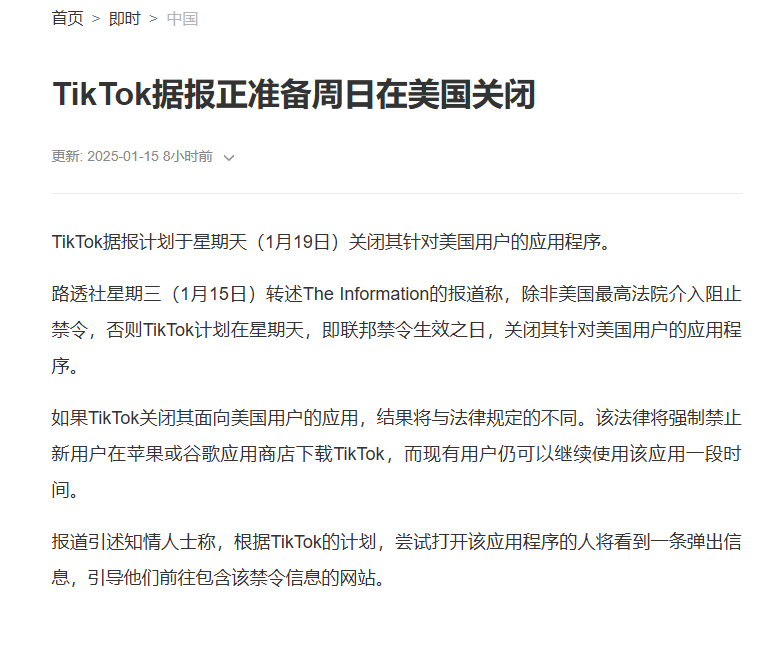 首页 > 即时 > 中国
TikTok据报正准备周日在美国关闭
更新: 2025-01-15 8小时前
TikTok据报计划于星期天（1月19日）关闭其针对美国用户的应用程序。
路透社星期三（1月15日）转述The Information的报道称，除非美国最高法院介入阻止
禁令，否则TikTok计划在星期天，即联邦禁令生效之日，关闭其针对美国用户的应用程
序。
如果TikTok关闭其面向美国用户的应用，结果将与法律规定的不同。该法律将强制禁止
新用户在苹果或谷歌应用商店下载TikTok，而现有用户仍可以继续使用该应用一段时
间。
报道引述知情人士称，根据TikTok的计划，尝试打开该应用程序的人将看到一条弹出信
息，引导他们前往包含该禁令信息的网站。